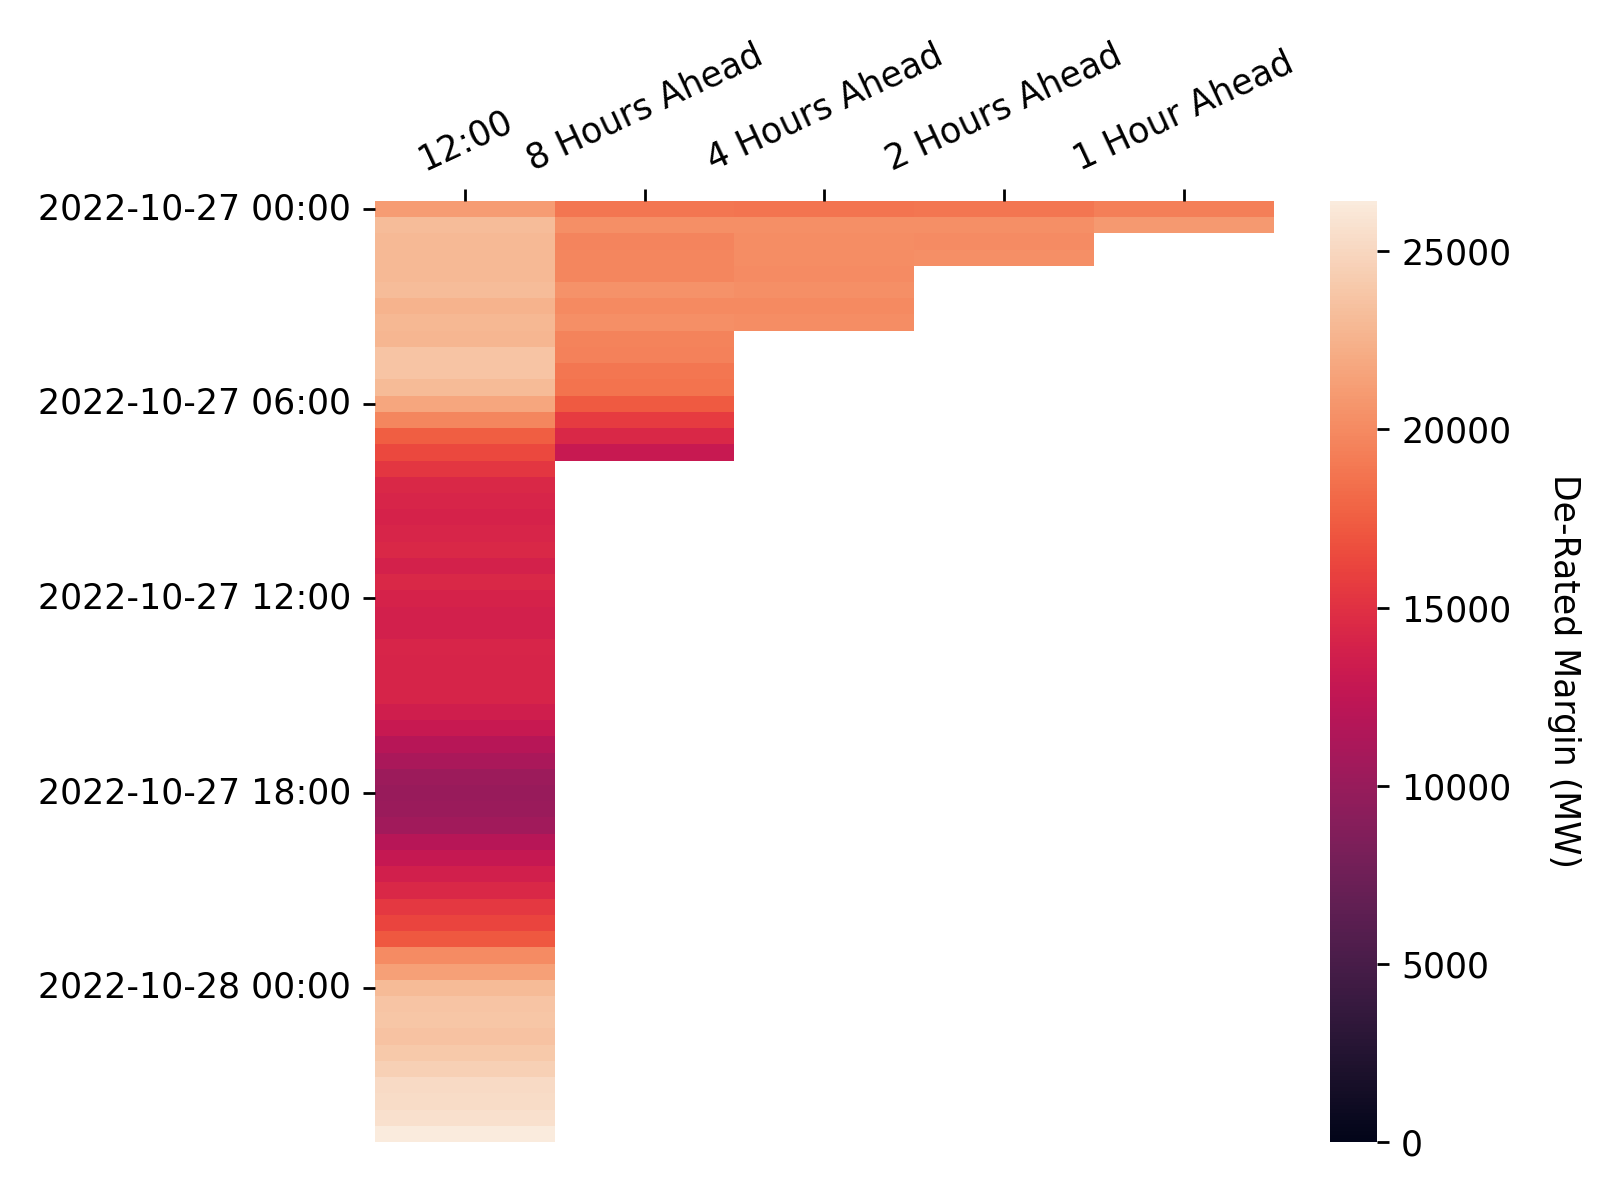 12:00
8 Hours Ahead
4 Hours Ahead
2 Hours Ahead
1 Hour Ahead
2022-10-27 00:00
2022-10-27 06:00
2022-10-27 12:00
2022-10-27 18:00
2022-10-28 00:00
25000
20000
15000
10000
5000
0
De-Rated Margin (MW)